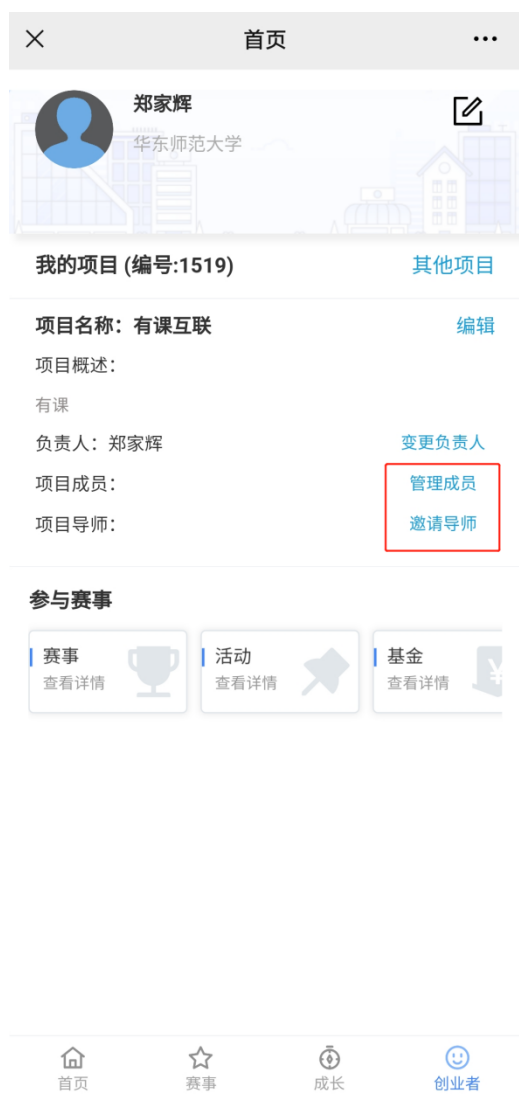 首页
郑家辉
华东师范大学
我的项目 (编号:1519) 其他项目
项目名称：有课互联 编辑
项目概述：
有课
负责人：郑家辉 变更负责人
项目成员： 管理成员
项目导师： 邀请导师
参与赛事
赛事 活动 基金
查看详情 查看详情 查看详情
首页 赛事 成长 创业者